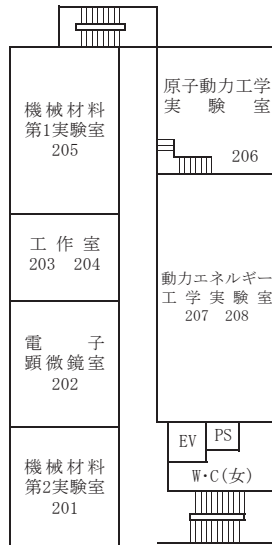 機械材料
第1実験室
205
工作室
203 204
電子
顕微鏡室
202
機械材料
第2実験室
201
原子動力工学
実験室
206
動力エネルギー
工学実験室
207 208
EV
PS
W・C(女)